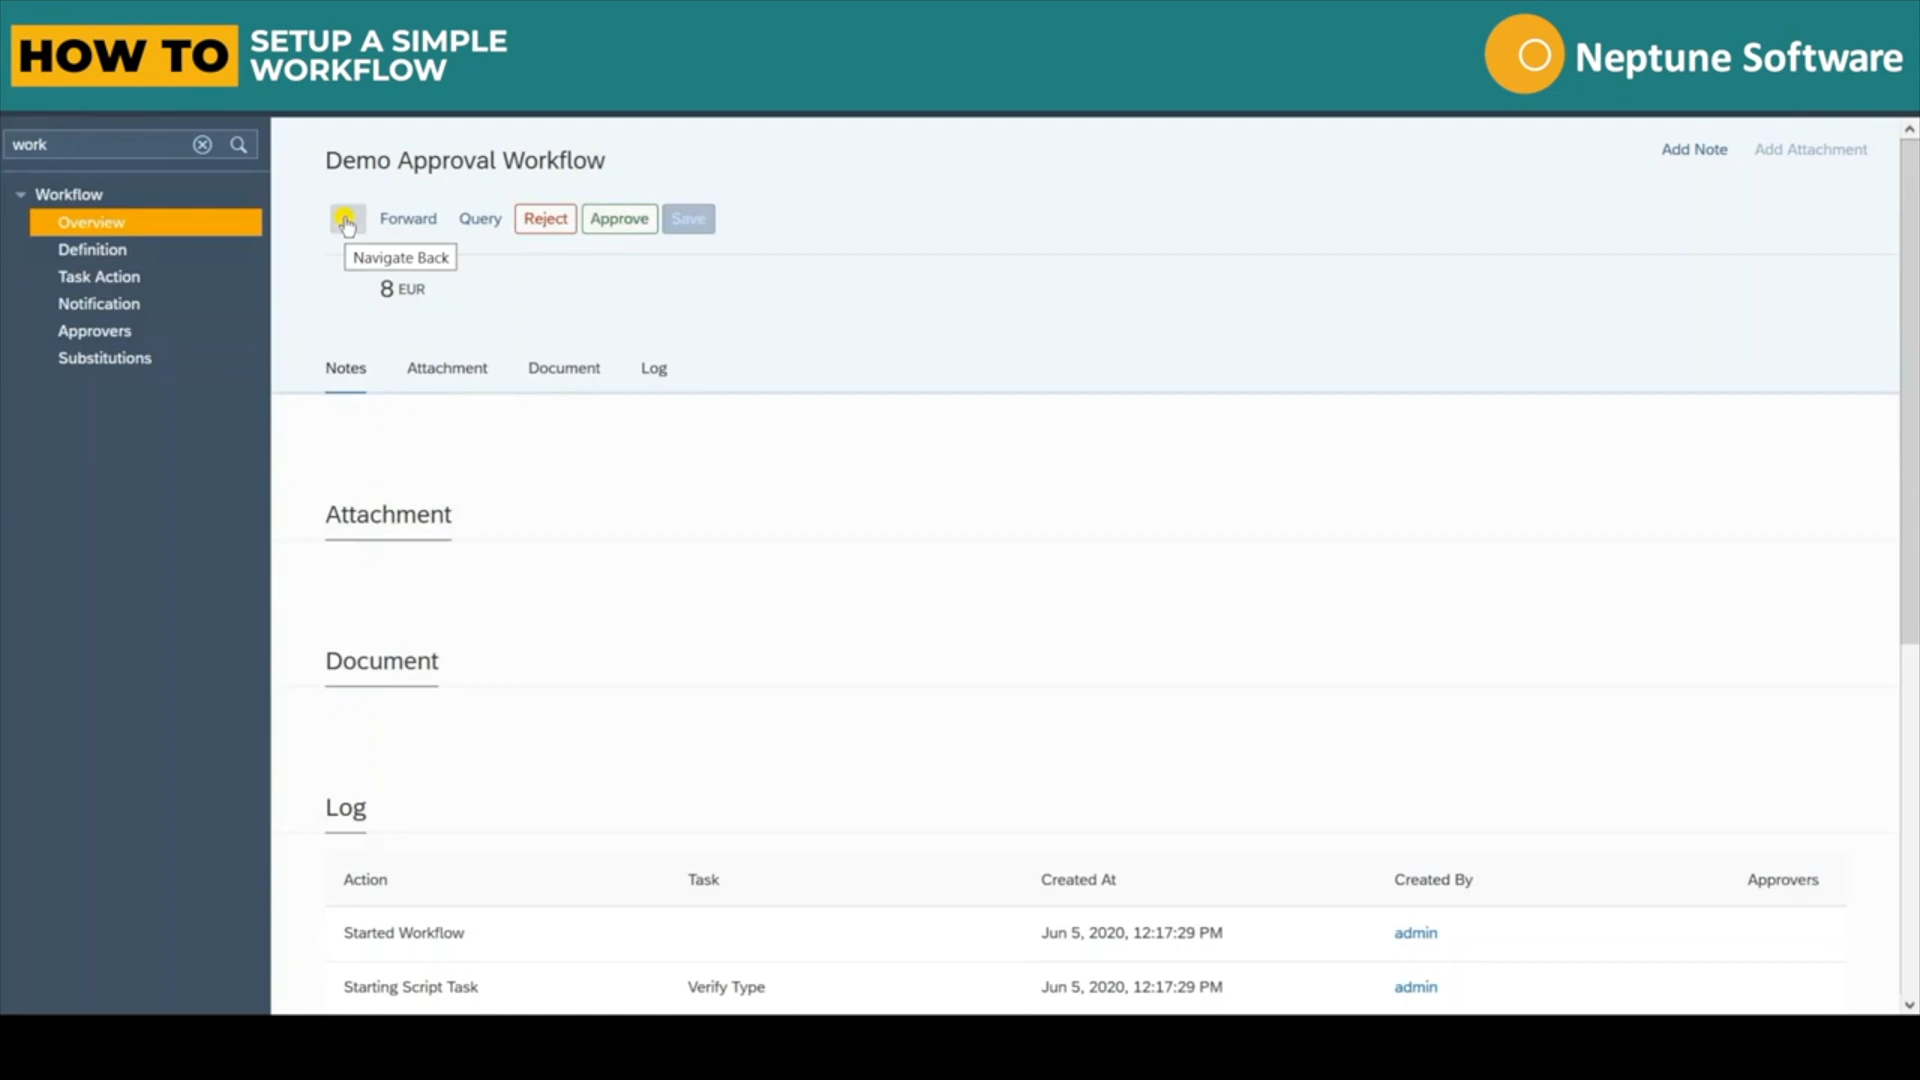 HOW TO
SETUP A SIMPLE
WORKFLOW
Neptune Software
work
Workflow
Overview
Definition
Task Action
Notification
Approvers
Substitutions
Demo Approval Workflow
Add Note
Add Attachment
Forward
Query
Reject
Approve
Save
Navigate Back
8 EUR
Notes
Attachment
Document
Log
Attachment
Document
Log
Action Task Created At Created By Approvers
Started Workflow Jun 5, 2020, 12:17:29 PM admin
Starting Script Task Verify Type Jun 5, 2020, 12:17:29 PM admin